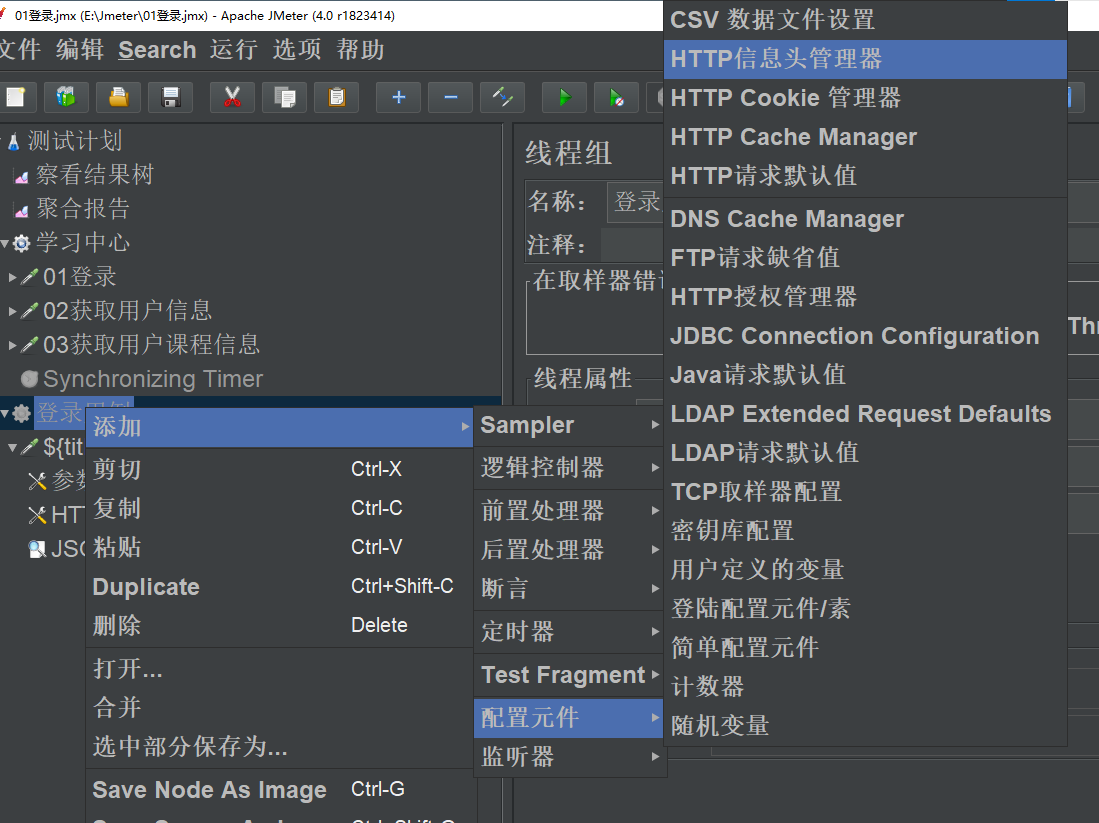 01登录.jmx (E:\Jmeter\01登录.jmx) - Apache JMeter (4.0 r1823414)
文件 编辑 Search 运行 选项 帮助
测试计划
察看结果树
聚合报告
学习中心
01登录
02获取用户信息
03获取用户课程信息
Synchronizing Timer
登录用例
${tit
参数
HTT
JSO
线程组
名称：
登录
注释：
在取样器错误
线程属性
Thr
添加
剪切 Ctrl-X
复制 Ctrl-C
粘贴 Ctrl-V
Duplicate Ctrl+Shift-C
删除 Delete
打开...
合并
选中部分保存为...
Save Node As Image Ctrl-G
Sampler
逻辑控制器
前置处理器
后置处理器
断言
定时器
Test Fragment
配置元件
监听器
CSV 数据文件设置
HTTP信息头管理器
HTTP Cookie 管理器
HTTP Cache Manager
HTTP请求默认值
DNS Cache Manager
FTP请求缺省值
HTTP授权管理器
JDBC Connection Configuration
Java请求默认值
LDAP Extended Request Defaults
LDAP请求默认值
TCP取样器配置
密钥库配置
用户定义的变量
登陆配置元件/素
简单配置元件
计数器
随机变量